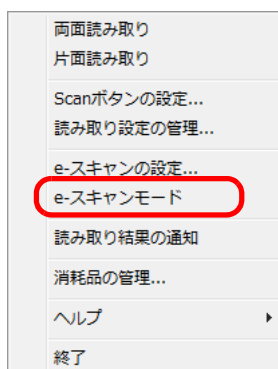 両面読み取り
片面読み取り
Scanボタンの設定...
読み取り設定の管理...
e-スキャンの設定...
e-スキャンモード
読み取り結果の通知
消耗品の管理...
ヘルプ
終了